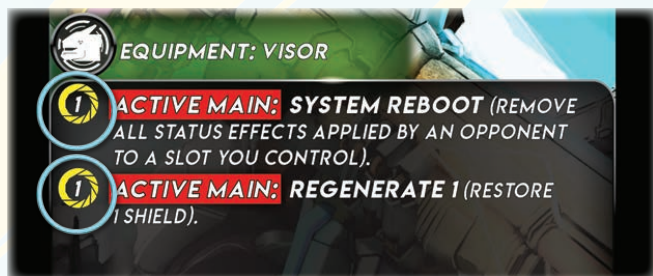 EQUIPMENT: VISOR
1 ACTIVE MAIN: SYSTEM REBOOT (REMOVE
ALL STATUS EFFECTS APPLIED BY AN OPPONENT
TO A SLOT YOU CONTROL).
1 ACTIVE MAIN: REGENERATE 1 (RESTORE
1 SHIELD).